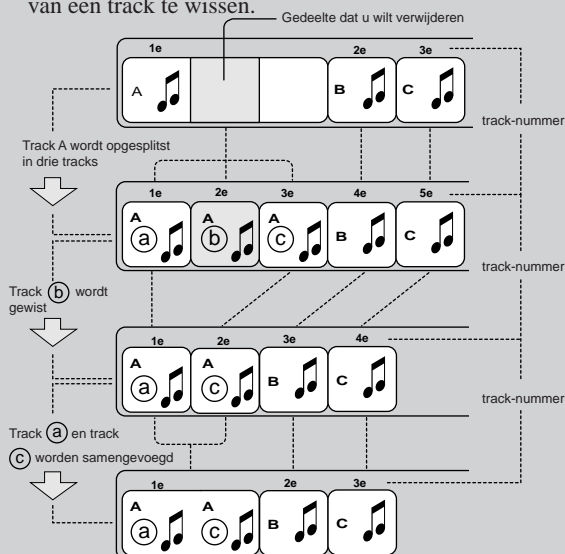 van een track te wissen.
Gedeelte dat u wilt verwijderen
1e 2e 3e
A B C
track-nummer
Track A wordt opgesplitst
in drie tracks
1e 2e 3e 4e 5e
A A A
a b c B C
track-nummer
Track b wordt
gewist
1e 2e 3e 4e
A A
a c B C
track-nummer
Track a en track
c worden samengevoegd
1e 2e 3e
A A
a c B C